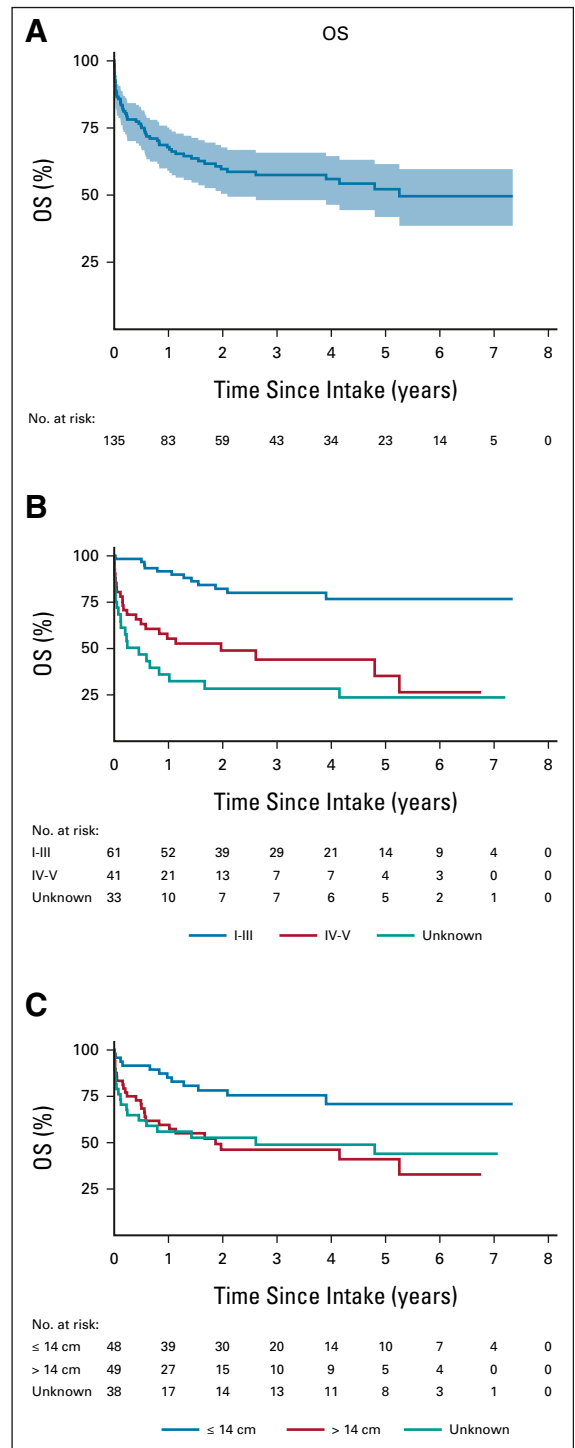 A
OS
100
75
50
25
OS (%)
0 1 2 3 4 5 6 7 8
Time Since Intake (years)
No. at risk:
135 83 59 43 34 23 14 5 0
B
100
75
50
25
OS (%)
0 1 2 3 4 5 6 7 8
Time Since Intake (years)
No. at risk:
I-III 61 52 39 29 21 14 9 4 0
IV-V 41 21 13 7 7 4 3 0 0
Unknown 33 10 7 7 6 5 2 1 0
I-III IV-V Unknown
C
100
75
50
25
OS (%)
0 1 2 3 4 5 6 7 8
Time Since Intake (years)
No. at risk:
≤ 14 cm 48 39 30 20 14 10 7 4 0
> 14 cm 49 27 15 10 9 5 4 0 0
Unknown 38 17 14 13 11 8 3 1 0
≤ 14 cm > 14 cm Unknown